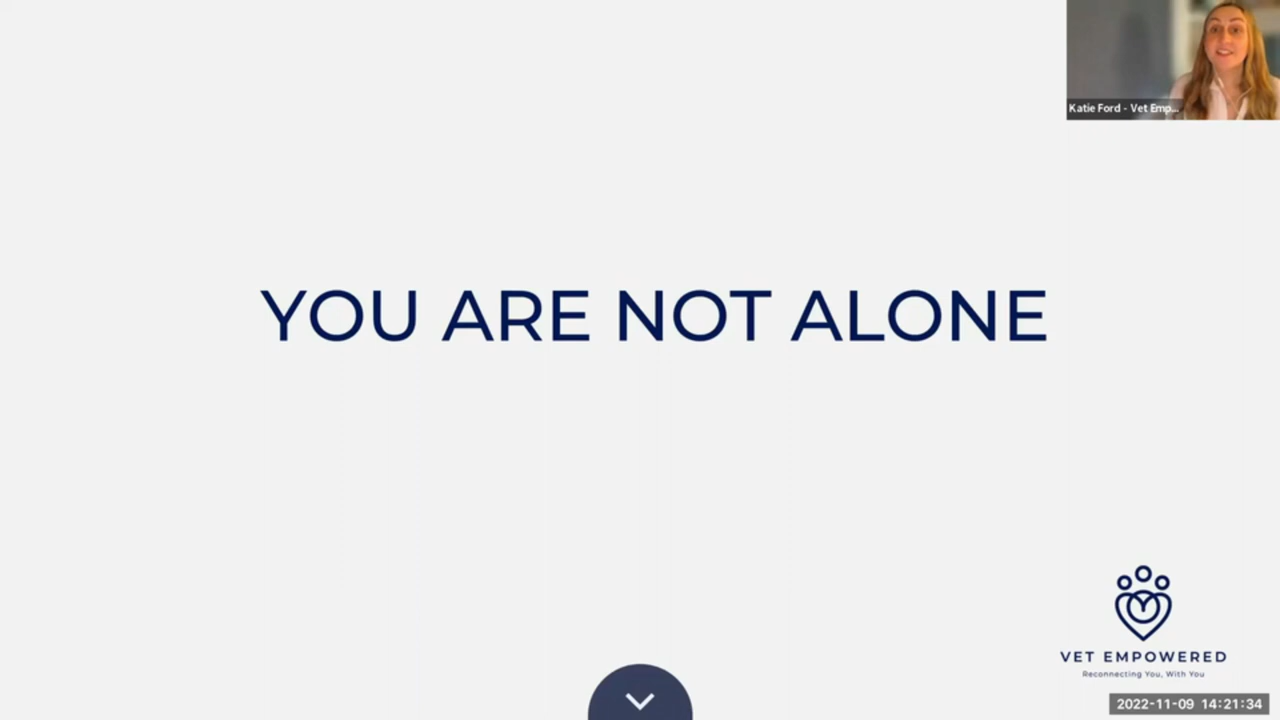 Katie Ford - Vet Emp...
YOU ARE NOT ALONE
VET EMPOWERED
Reconnecting You, With You
2022-11-09 14:21:34